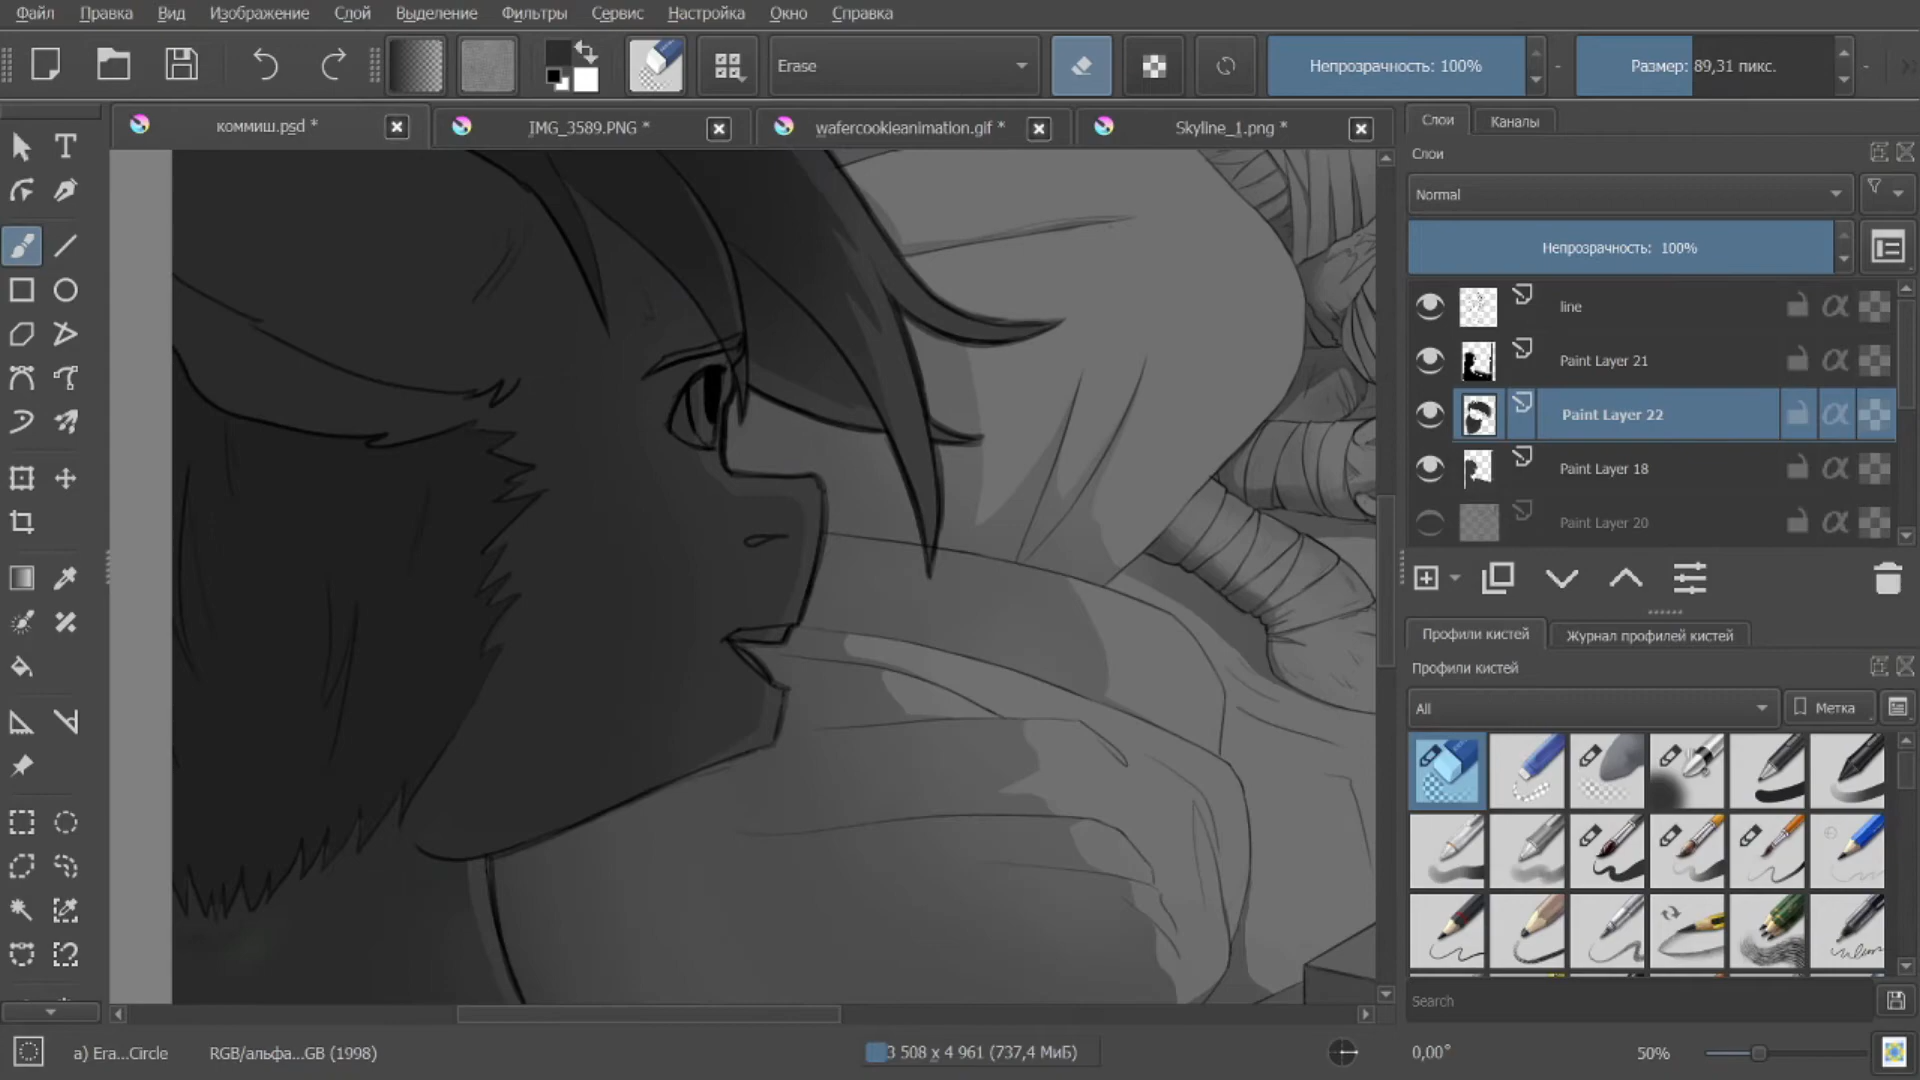 Файл Правка Вид Изображение Слой Выделение Фильтры Сервис Настройка Окно Справка
Erase
Непрозрачность: 100%
Размер: 89,31 пикс.
коммиш.psd *
IMG_3589.PNG *
wafercookieanimation.gif *
Skyline_1.png *
Слои Каналы
Слои
Normal
Непрозрачность: 100%
line
Paint Layer 21
Paint Layer 22
Paint Layer 18
Paint Layer 20
Профили кистей Журнал профилей кистей
Профили кистей
All
Метка
Search
a) Era...Circle
RGB/альфа...GB (1998)
3 508 x 4 961 (737,4 МиБ)
0,00°
50%